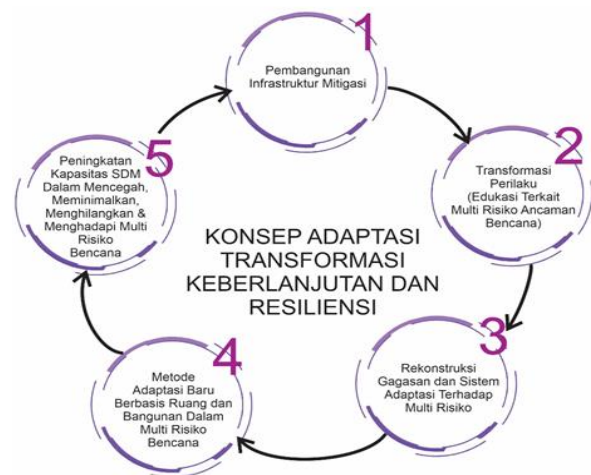 1
Pembangunan
Infrastruktur Mitigasi
2
Transformasi
Perilaku
(Edukasi Terkait
Multi Risiko Ancaman
Bencana)
3
Rekonstruksi
Gagasan dan Sistem
Adaptasi Terhadap
Multi Risiko
4
Metode
Adaptasi Baru
Berbasis Ruang dan
Bangunan Dalam
Multi Risiko
Bencana
5
Peningkatan
Kapasitas SDM
Dalam Mencegah,
Meminimalkan,
Menghilangkan &
Menghadapi Multi
Risiko
Bencana
KONSEP ADAPTASI
TRANSFORMASI
KEBERLANJUTAN DAN
RESILIENSI